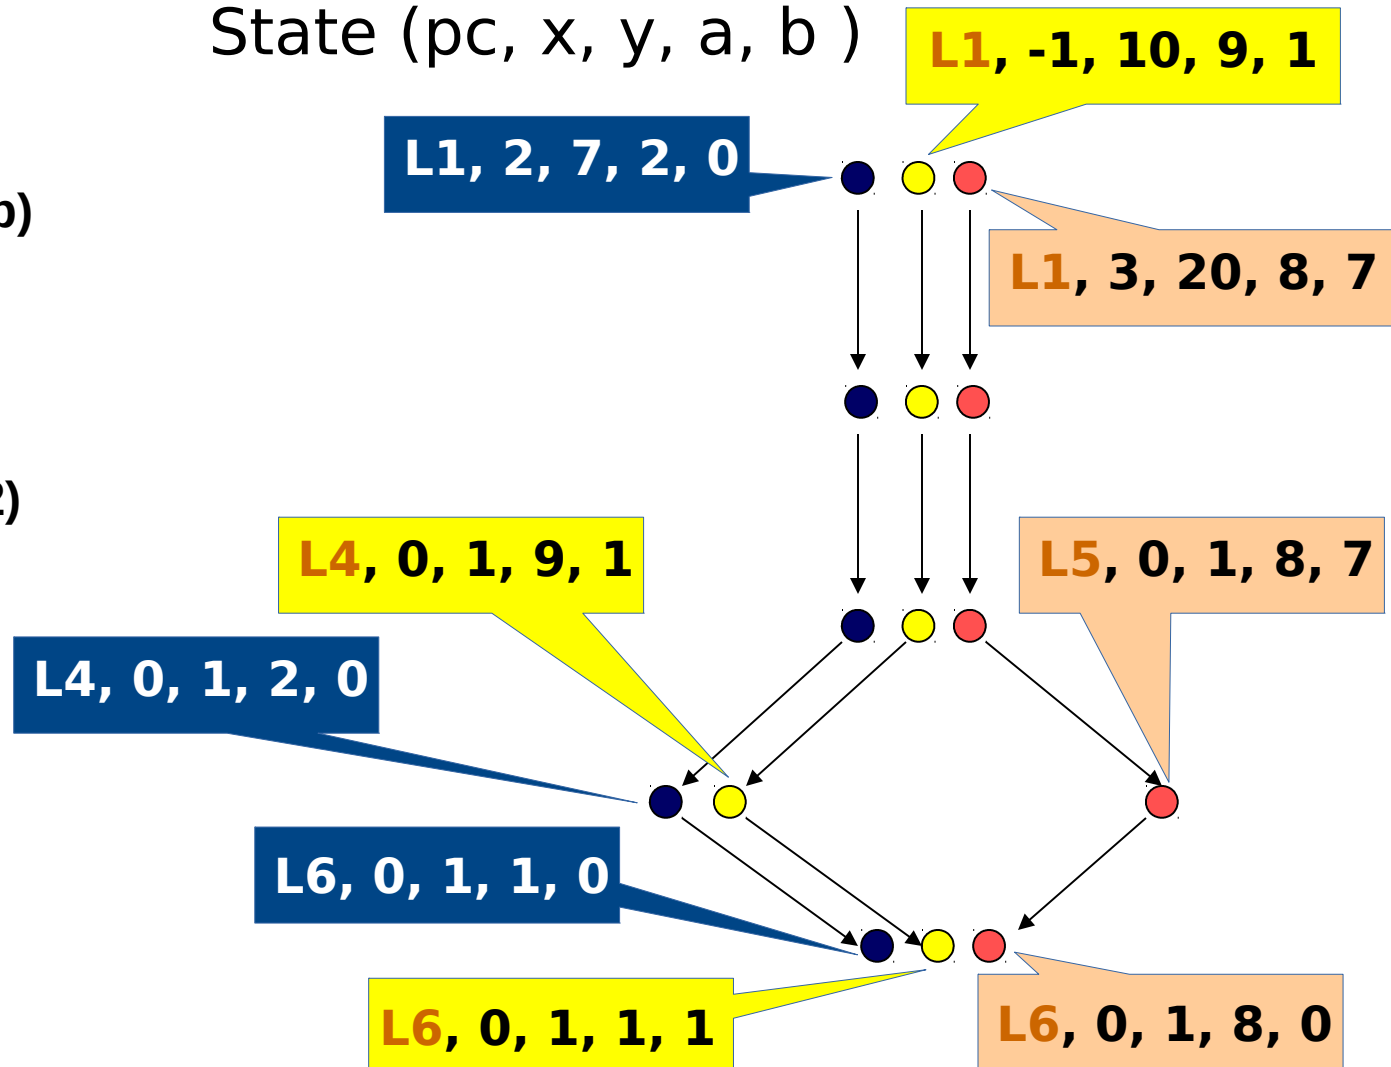 State (pc, x, y, a, b )
L1, -1, 10, 9, 1
L1, 2, 7, 2, 0
b)
L1, 3, 20, 8, 7
2)
L4, 0, 1, 9, 1
L5, 0, 1, 8, 7
L4, 0, 1, 2, 0
L6, 0, 1, 1, 0
L6, 0, 1, 1, 1
L6, 0, 1, 8, 0